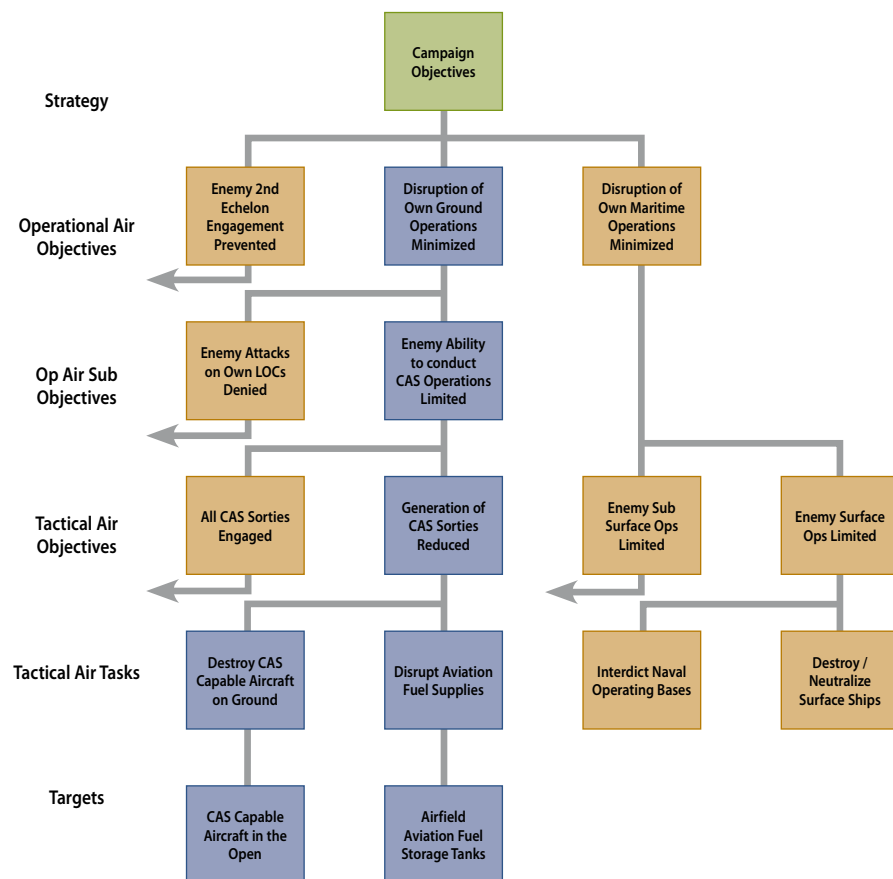 Campaign
Objectives
Strategy
Enemy 2nd
Echelon
Engagement
Prevented
Disruption of
Own Ground
Operations
Minimized
Disruption of
Own Maritime
Operations
Minimized
Operational Air
Objectives
Enemy Attacks
on Own LOCs
Denied
Enemy Ability
to conduct
CAS Operations
Limited
Op Air Sub
Objectives
All CAS Sorties
Engaged
Generation of
CAS Sorties
Reduced
Enemy Sub
Surface Ops
Limited
Enemy Surface
Ops Limited
Tactical Air
Objectives
Tactical Air Tasks
Destroy CAS
Capable Aircraft
on Ground
Disrupt Aviation
Fuel Supplies
Interdict Naval
Operating Bases
Destroy /
Neutralize
Surface Ships
Targets
CAS Capable
Aircraft in the
Open
Airfield
Aviation Fuel
Storage Tanks